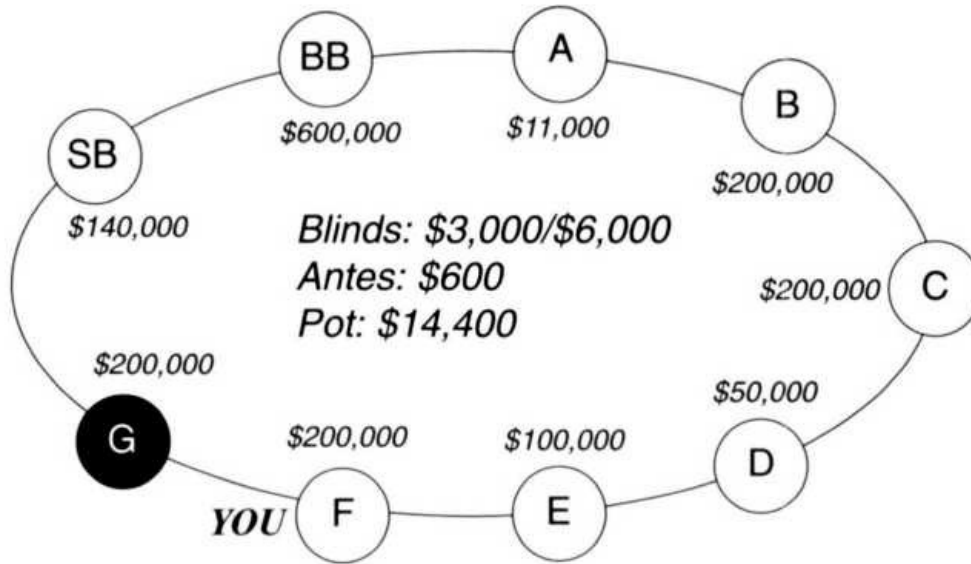 BB
A
B
SB
$600,000
$11,000
$200,000
$140,000
Blinds: $3,000/$6,000
Antes: $600
Pot: $14,400
$200,000
C
$200,000
$50,000
$200,000
$100,000
G
D
YOU
F
E